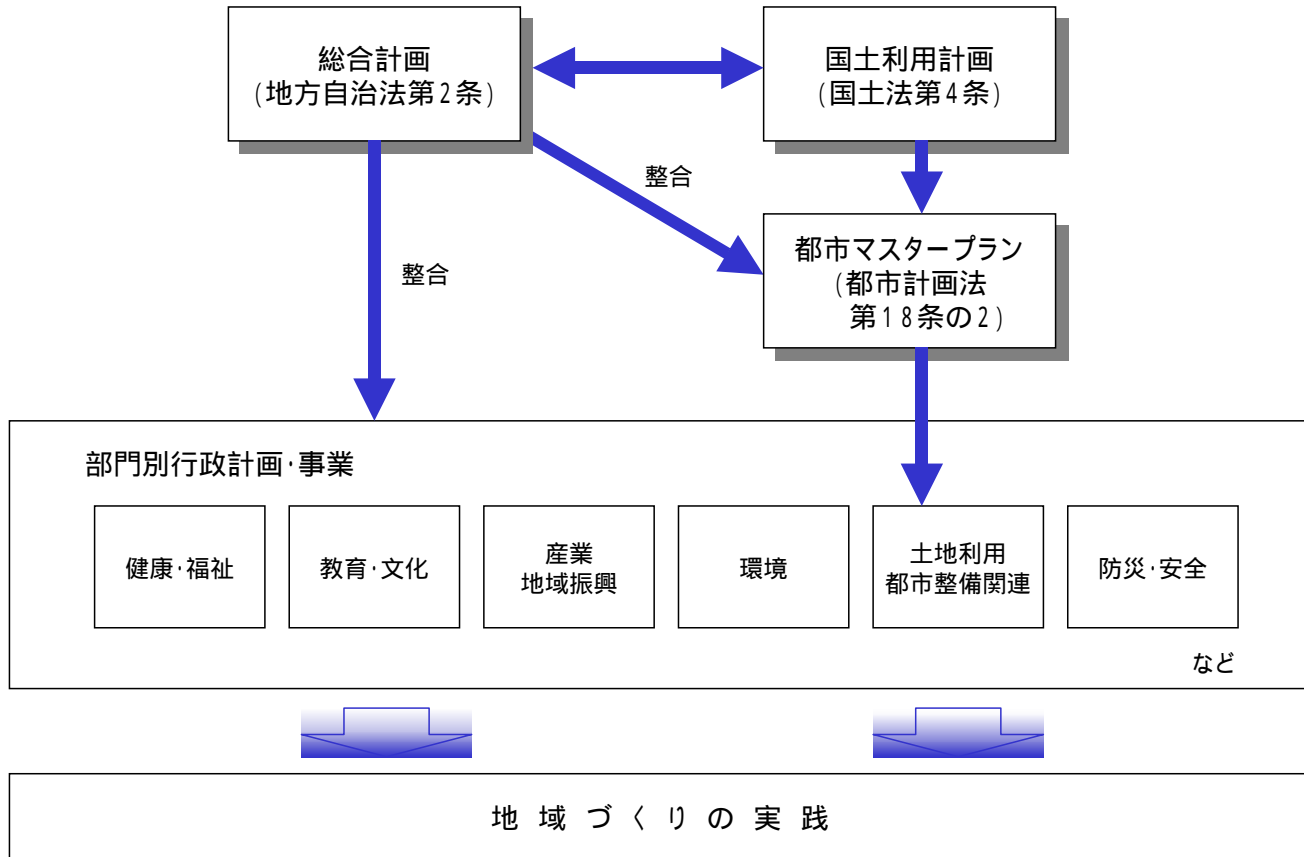 総合計画
(地方自治法第2条)
国土利用計画
(国土法第4条)
整合
整合
都市マスタープラン
(都市計画法
第18条の2)
部門別行政計画・事業
健康・福祉
教育・文化
産業
地域振興
環境
土地利用
都市整備関連
防災・安全
など
地域づくりの実践